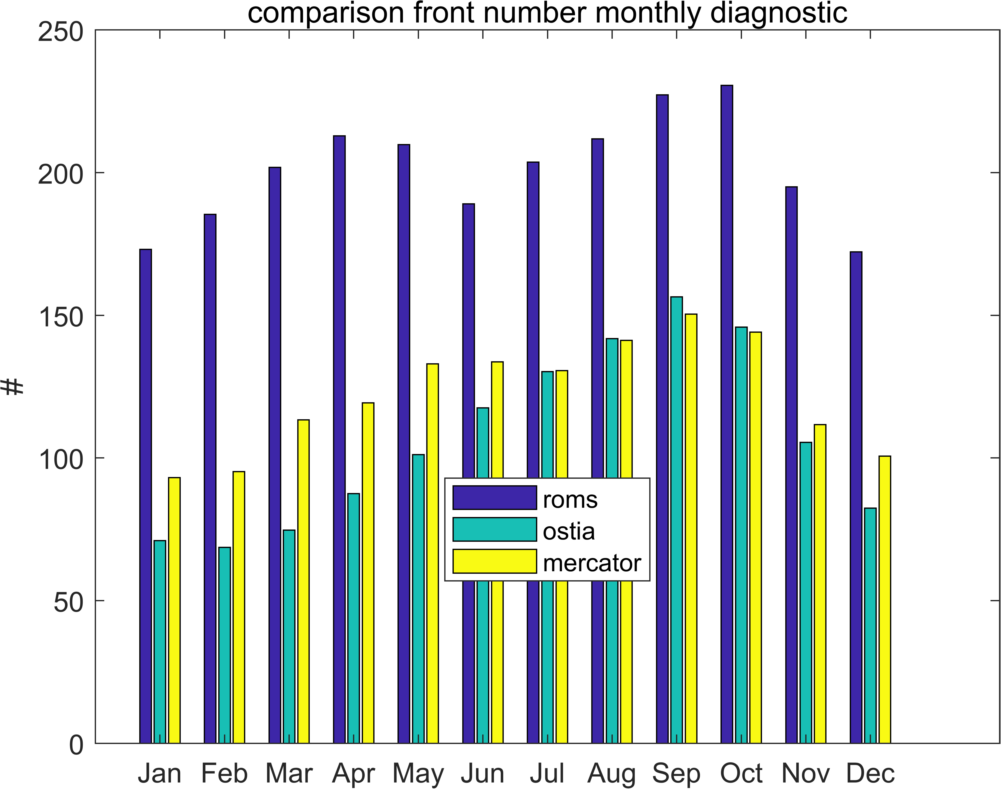 comparison front number monthly diagnostic
250
200
150
100
50
0
#
roms
ostia
mercator
Jan Feb Mar Apr May Jun Jul Aug Sep Oct Nov Dec